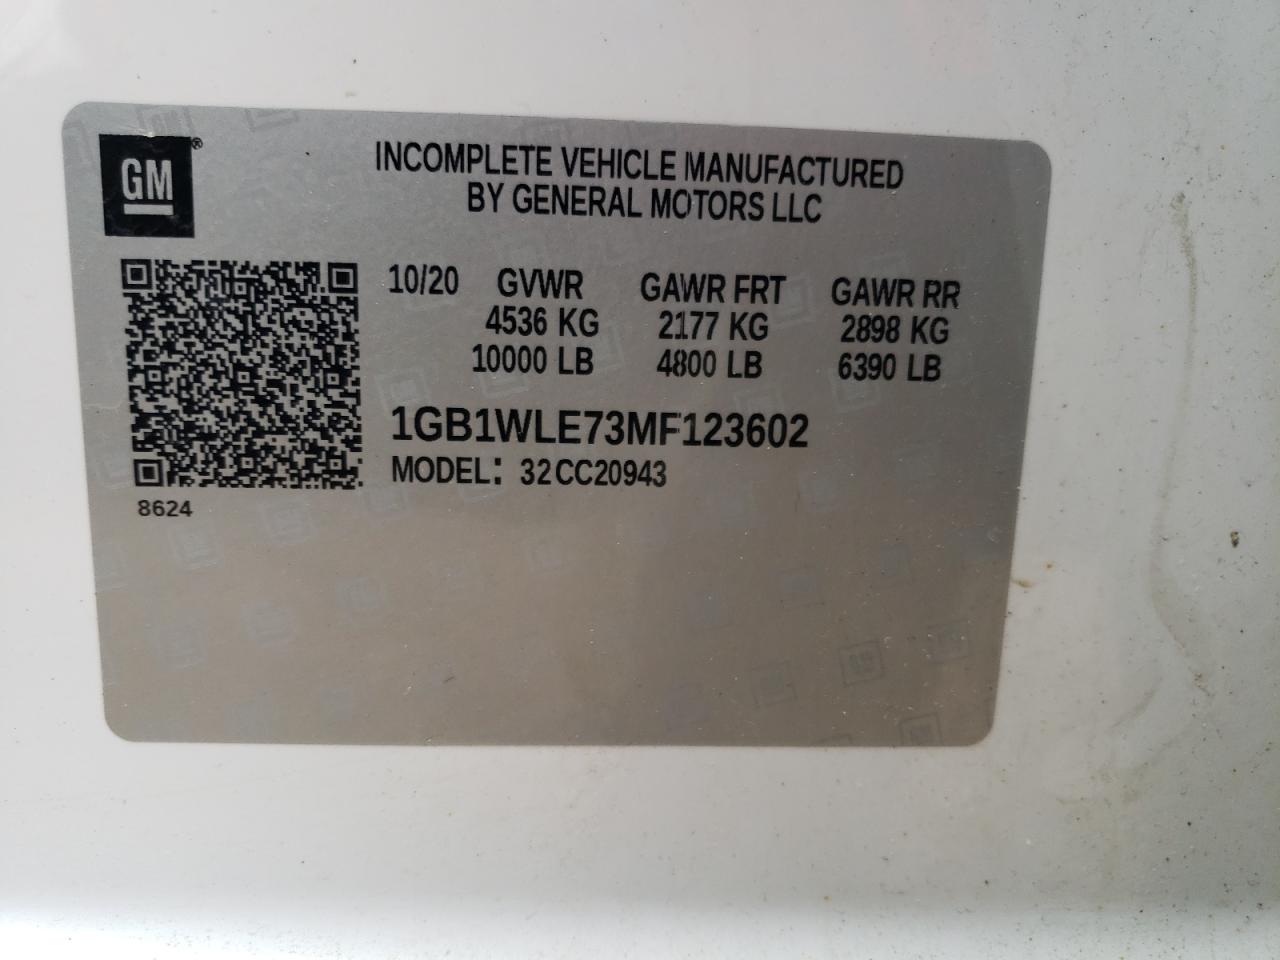 GM®
INCOMPLETE VEHICLE MANUFACTURED
BY GENERAL MOTORS LLC
10/20 GVWR GAWR FRT GAWR RR
4536 KG 2177 KG 2898 KG
10000 LB 4800 LB 6390 LB
1GB1WLE73MF123602
MODEL: 32CC20943
8624